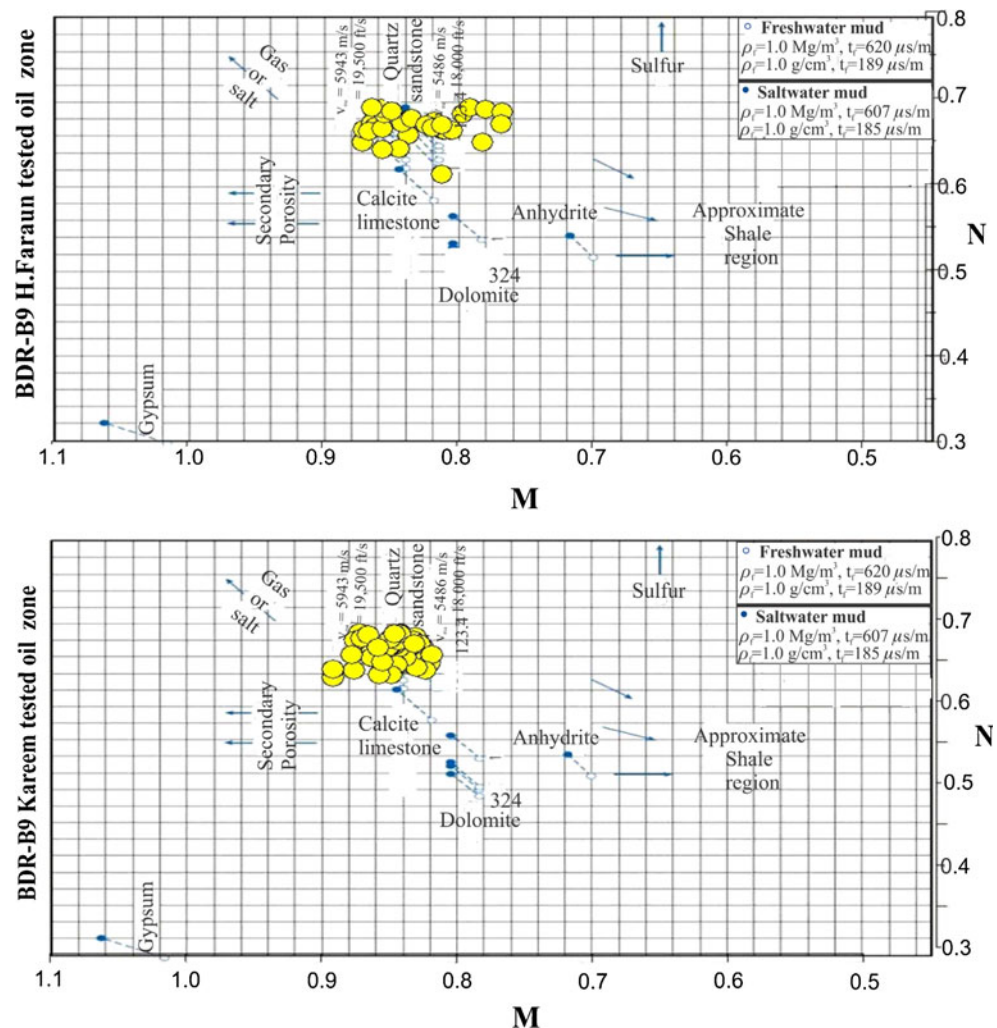 BDR-B9 H.Faraun tested oil zone
Gas
or
salt
v = 5943 m/s
= 19,500 ft/s
Quartz
sandstone
= 5486 m/s
18,000 ft/s
Sulfur
Freshwater mud
ρf=1.0 Mg/m³, tf=620 µs/m
ρf=1.0 g/cm³, tf=189 µs/m
Saltwater mud
ρf=1.0 Mg/m³, tf=607 µs/m
ρf=1.0 g/cm³, tf=185 µs/m
Secondary
Porosity
Calcite
limestone
Anhydrite
Approximate
Shale
region
324
Dolomite
Gypsum
0.8
0.7
0.6
0.5
0.4
0.3
N
1.1 1.0 0.9 0.8 0.7 0.6 0.5
M
BDR-B9 Kareem tested oil zone
Gas
or
salt
v = 5943 m/s
= 19,500 ft/s
Quartz
sandstone
= 5486 m/s
123.4 18,000 ft/s
Sulfur
Freshwater mud
ρf=1.0 Mg/m³, tf=620 µs/m
ρf=1.0 g/cm³, tf=189 µs/m
Saltwater mud
ρf=1.0 Mg/m³, tf=607 µs/m
ρf=1.0 g/cm³, tf=185 µs/m
Secondary
Porosity
Calcite
limestone
Anhydrite
Approximate
Shale
region
324
Dolomite
Gypsum
0.8
0.7
0.6
0.5
0.4
0.3
N
1.1 1.0 0.9 0.8 0.7 0.6 0.5
M